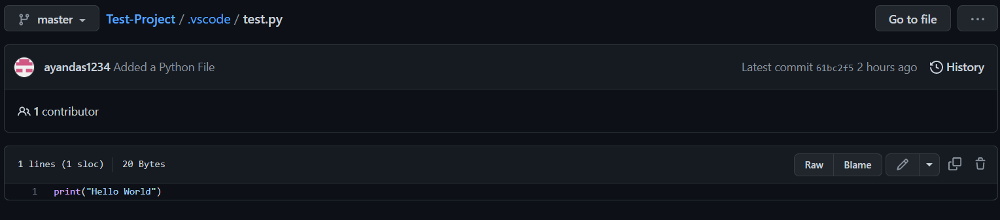 master Test-Project / .vscode / test.py Go to file ...
ayandas1234 Added a Python File Latest commit 61bc2f5 2 hours ago History
1 contributor
1 lines (1 sloc) 20 Bytes Raw Blame
1 print("Hello World")